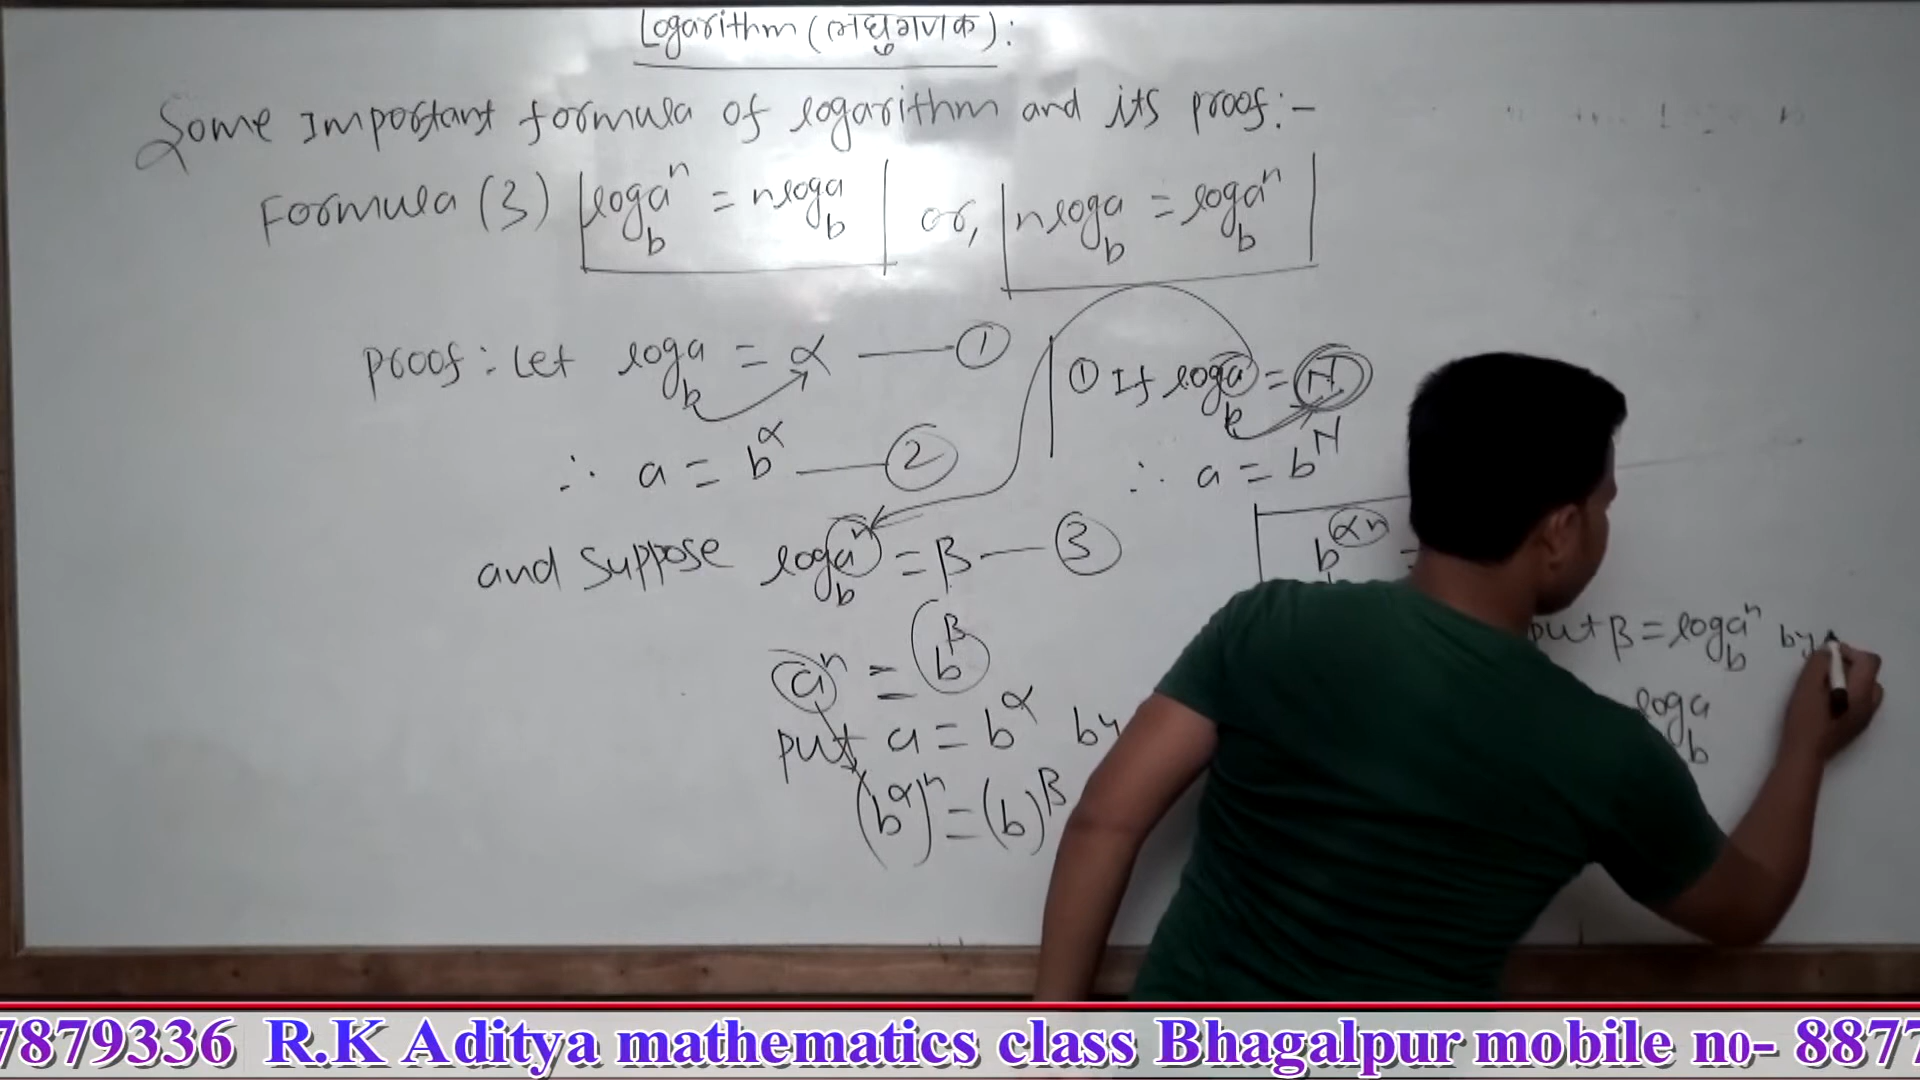 Logarithm (लघुगणक):
Some Important formula of logarithm and its proof:-
Formula (3) log_b a^n = n log_b a or, n log_b a = log_b a^n
Proof: Let log_b a = α — ①
∴ a = b^α — ②
and suppose log_b a^n = β — ③
a^n = b^β
put a = b^α by
(b^α)^n = (b)^β
① If log_b a = N
∴ a = b^N
b^αn =
put β = log_b a^n by
log_b a
7879336 R.K Aditya mathematics class Bhagalpur mobile no- 8877